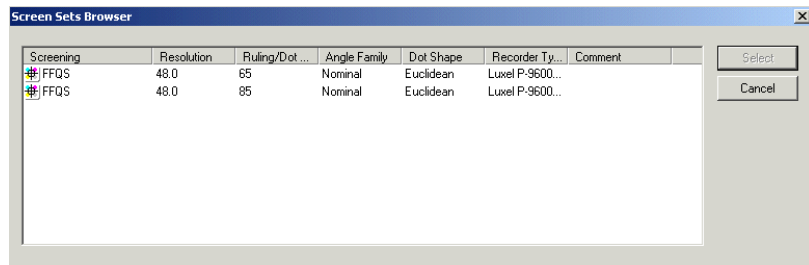 Screen Sets Browser
Screening Resolution Ruling/Dot ... Angle Family Dot Shape Recorder Ty... Comment
FFQS 48.0 65 Nominal Euclidean Luxel P-9600...
FFQS 48.0 85 Nominal Euclidean Luxel P-9600...
Select
Cancel